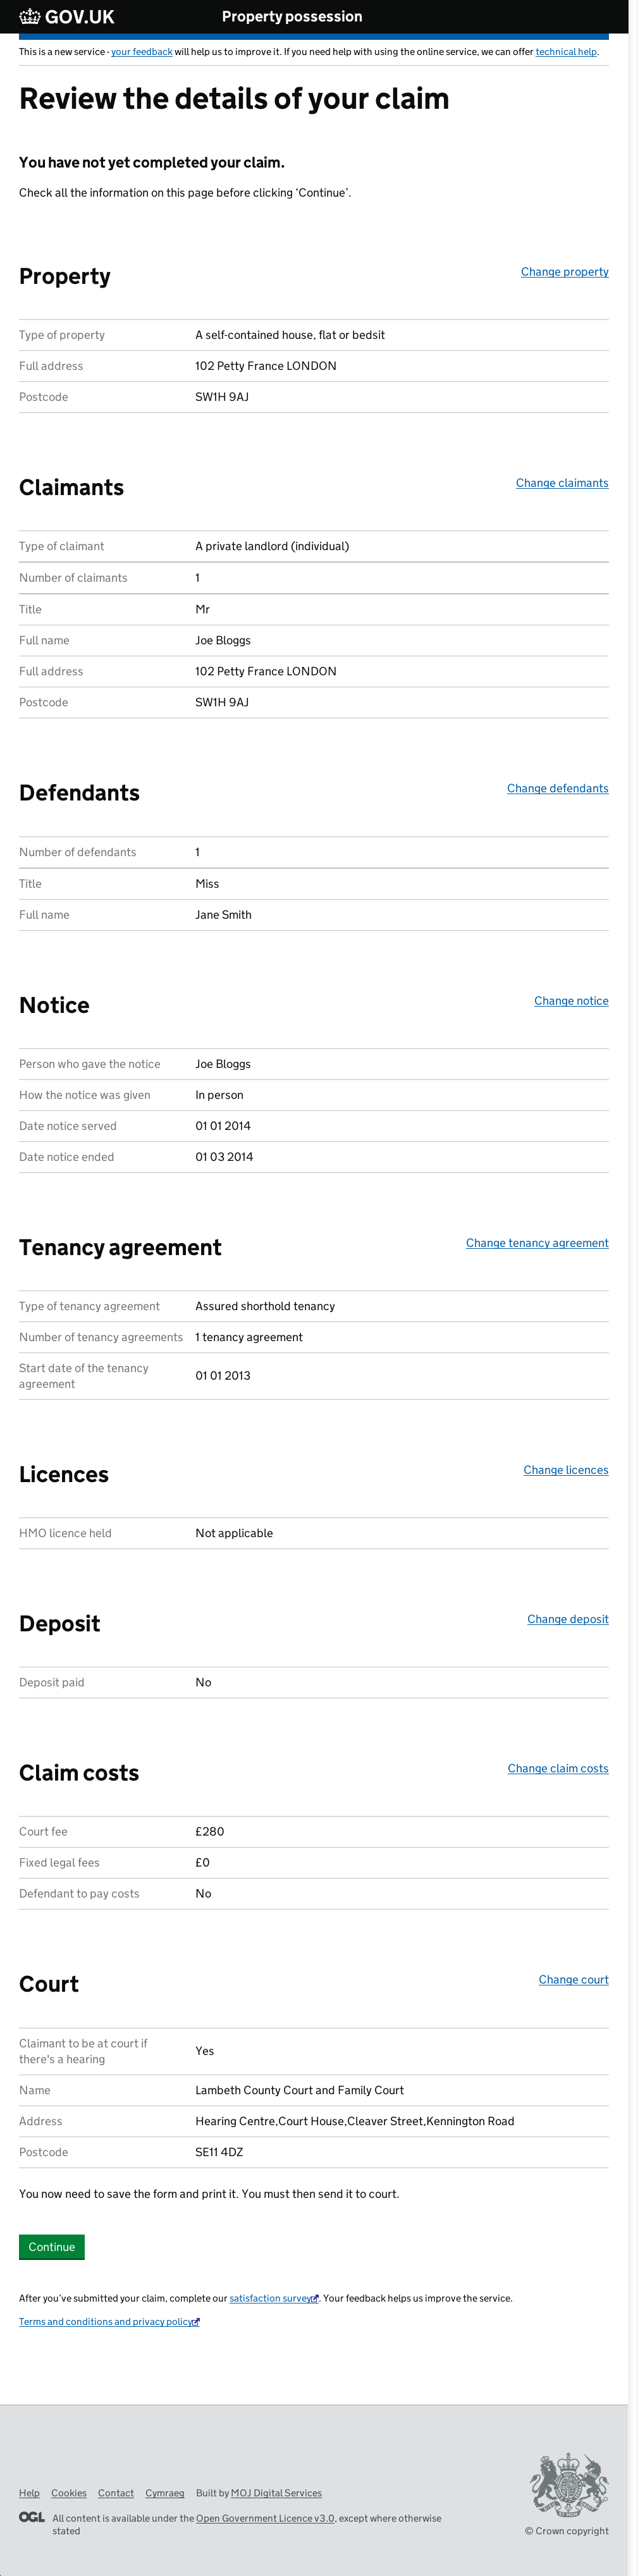 GOV.UK
Property possession
This is a new service - your feedback will help us to improve it. If you need help with using the online service, we can offer technical help.
Review the details of your claim
You have not yet completed your claim.
Check all the information on this page before clicking ‘Continue’.
Property
Change property
Type of property A self-contained house, flat or bedsit
Full address 102 Petty France LONDON
Postcode SW1H 9AJ
Claimants
Change claimants
Type of claimant A private landlord (individual)
Number of claimants 1
Title Mr
Full name Joe Bloggs
Full address 102 Petty France LONDON
Postcode SW1H 9AJ
Defendants
Change defendants
Number of defendants 1
Title Miss
Full name Jane Smith
Notice
Change notice
Person who gave the notice Joe Bloggs
How the notice was given In person
Date notice served 01 01 2014
Date notice ended 01 03 2014
Tenancy agreement
Change tenancy agreement
Type of tenancy agreement Assured shorthold tenancy
Number of tenancy agreements 1 tenancy agreement
Start date of the tenancy
agreement
01 01 2013
Licences
Change licences
HMO licence held Not applicable
Deposit
Change deposit
Deposit paid No
Claim costs
Change claim costs
Court fee £280
Fixed legal fees £0
Defendant to pay costs No
Court
Change court
Claimant to be at court if
there's a hearing
Yes
Name Lambeth County Court and Family Court
Address Hearing Centre,Court House,Cleaver Street,Kennington Road
Postcode SE11 4DZ
You now need to save the form and print it. You must then send it to court.
Continue
After you’ve submitted your claim, complete our satisfaction survey. Your feedback helps us improve the service.
Terms and conditions and privacy policy
Help Cookies Contact Cymraeg Built by MOJ Digital Services
OGL All content is available under the Open Government Licence v3.0, except where otherwise
stated
© Crown copyright